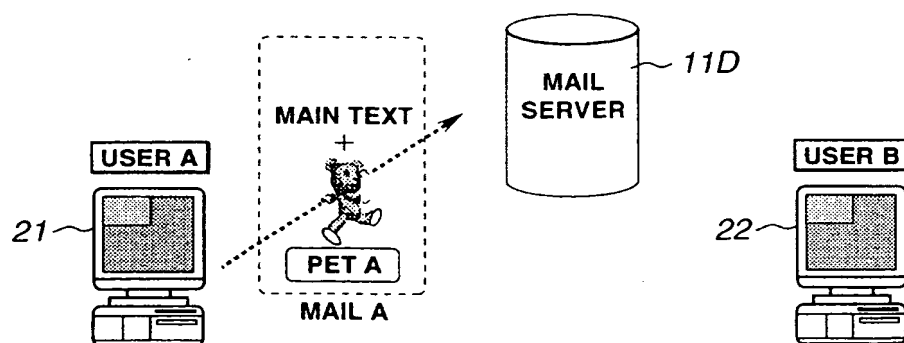 11D
MAIL
SERVER
MAIN TEXT
+
USER A
USER B
21
22
PET A
MAIL A